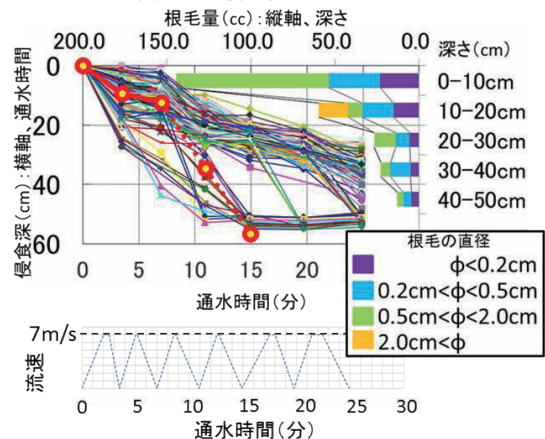 根毛量(cc):縦軸、深さ
200.0 150.0 100.0 50.0 0.0
深さ(cm)
0-10cm
10-20cm
20-30cm
30-40cm
40-50cm
侵食深(cm):横軸、通水時間
0
20
40
60
0 5 10 15 20
通水時間(分)
根毛の直径
φ<0.2cm
0.2cm<φ<0.5cm
0.5cm<φ<2.0cm
2.0cm<φ
7m/s
流速
0 5 10 15 20 25 30
通水時間(分)